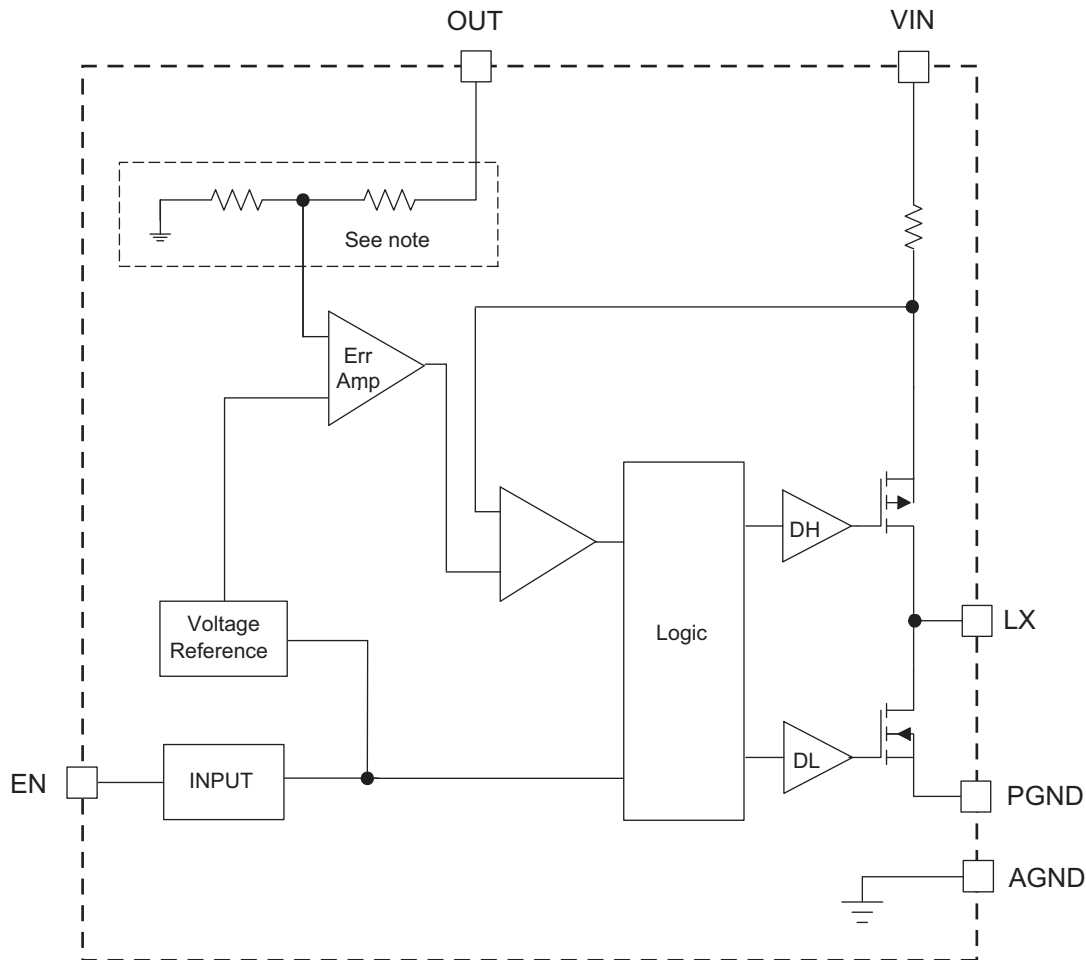 OUT
VIN
See note
Err
Amp
DH
Voltage
Reference
Logic
LX
EN
INPUT
DL
PGND
AGND